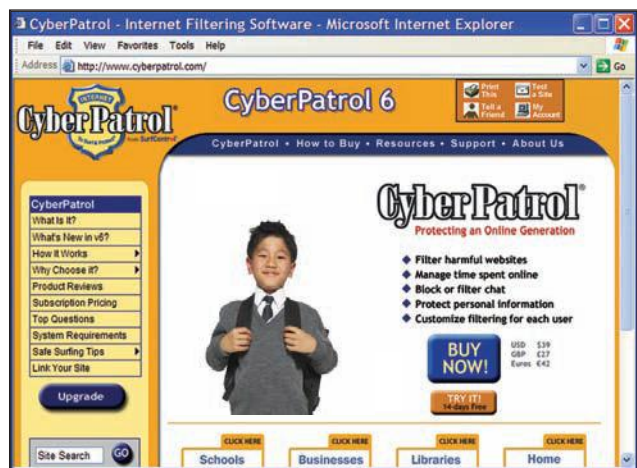 CyberPatrol - Internet Filtering Software - Microsoft Internet Explorer
File Edit View Favorites Tools Help
Address http://www.cyberpatrol.com/ Go
INTERNET
CyberPatrol®
from SurfControl
CyberPatrol 6
Print This
Test a Site
Tell a Friend
My Account
CyberPatrol • How to Buy • Resources • Support • About Us
CyberPatrol
What Is It?
What's New in v6?
How It Works
Why Choose it?
Product Reviews
Subscription Pricing
Top Questions
System Requirements
Safe Surfing Tips
Link Your Site
Upgrade
Site Search GO
CyberPatrol®
Protecting an Online Generation
Filter harmful websites
Manage time spent online
Block or filter chat
Protect personal information
Customize filtering for each user
BUY NOW!
USD $39
GBP £27
Euros €42
TRY IT!
14-days Free
CLICK HERE CLICK HERE CLICK HERE CLICK HERE
Schools Businesses Libraries Home